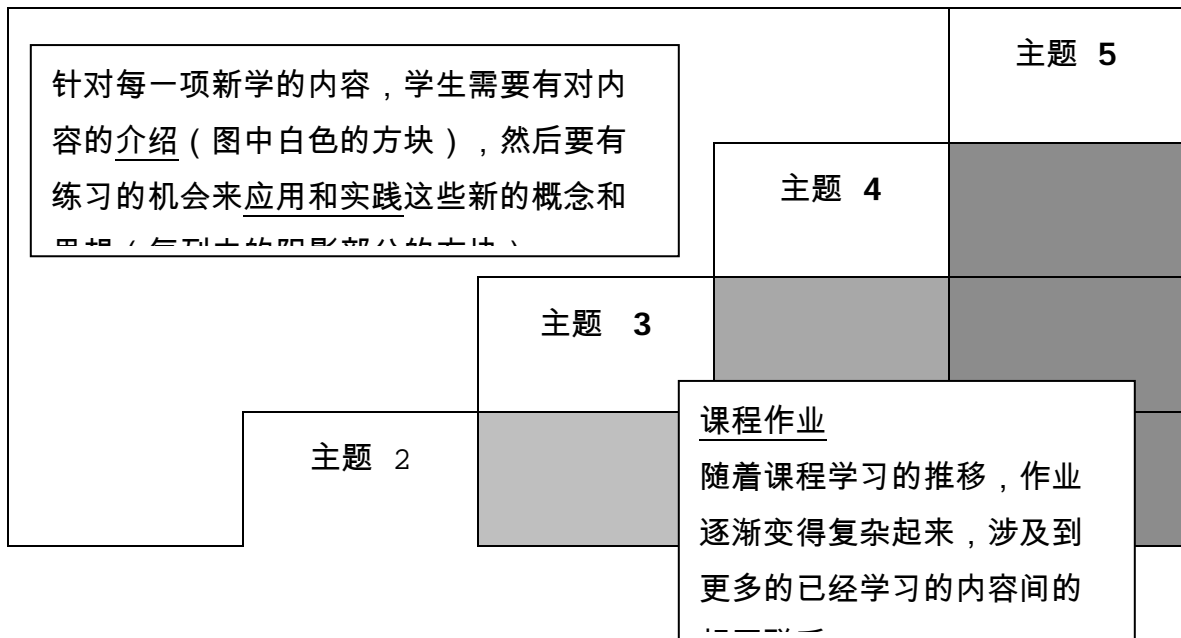 主题 5
针对每一项新学的内容，学生需要有对内
容的介绍（图中白色的方块），然后要有
练习的机会来应用和实践这些新的概念和
主题 4
主题 3
主题 2
课程作业
随着课程学习的推移，作业
逐渐变得复杂起来，涉及到
更多的已经学习的内容间的